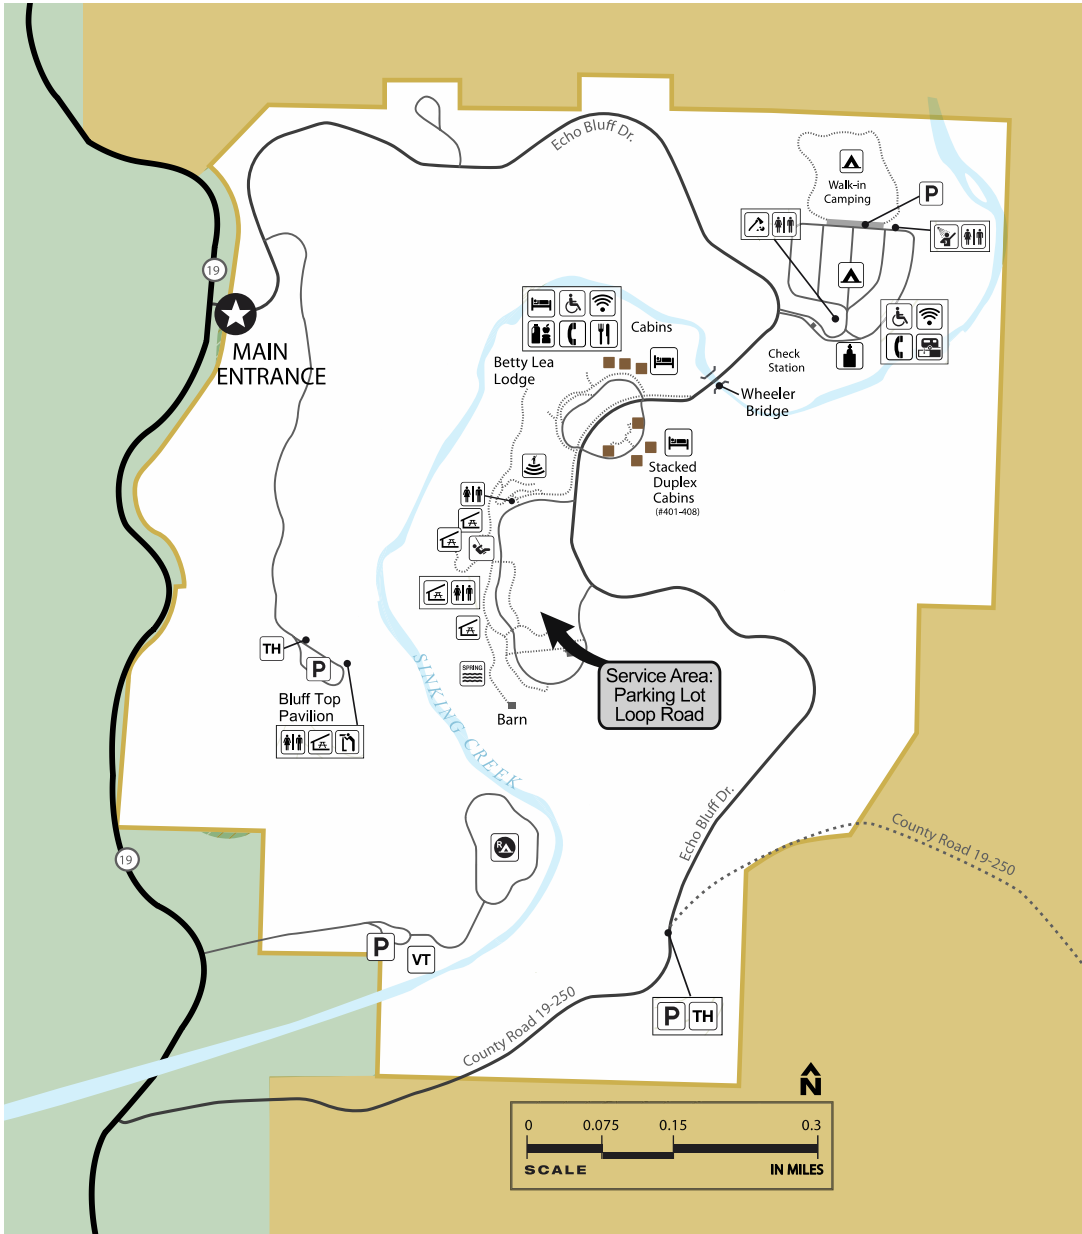 Echo Bluff Dr.
Walk-in
Camping
P
19
MAIN
ENTRANCE
Cabins
Betty Lea
Lodge
Check
Station
Wheeler
Bridge
Stacked
Duplex
Cabins
(#401-408)
TH
P
Bluff Top
Pavilion
SPRING
Barn
Service Area:
Parking Lot
Loop Road
SINKING CREEK
Echo Bluff Dr.
County Road 19-250
R
19
P
VT
County Road 19-250
P TH
N
0 0.075 0.15 0.3
SCALE IN MILES